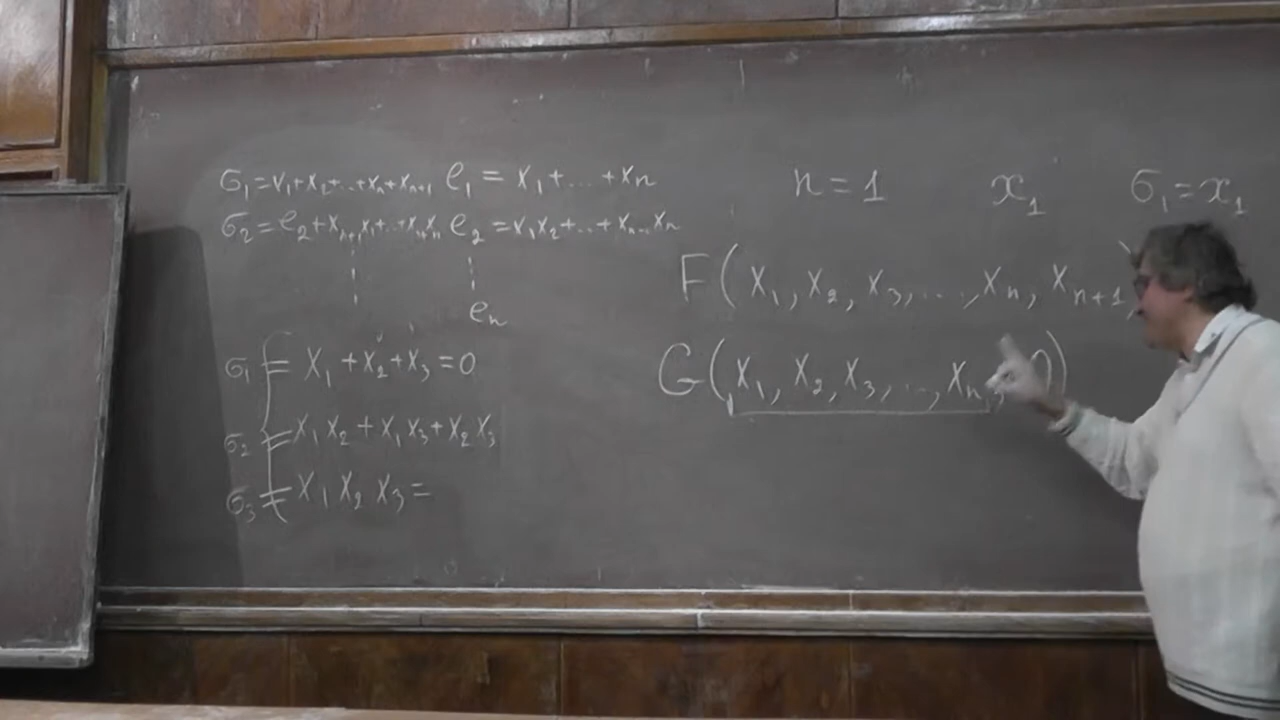 σ₁=x₁+x₂+...+xₙ+xₙ₊₁ e₁ = x₁+...+xₙ
σ₂=e₂+xₙ₊₁x₁+...+xₙ₊₁xₙ e₂ =x₁x₂+...+xₙ₋₁xₙ
eₙ
σ₁ = x₁+x₂+x₃=0
σ₂ = x₁x₂+x₁x₃+x₂x₃
σ₃ = x₁x₂x₃=
n=1 x₁ σ₁=x₁
F(x₁,x₂,x₃,...,xₙ,xₙ₊₁)
G(x₁,x₂,x₃,...,xₙ,0)